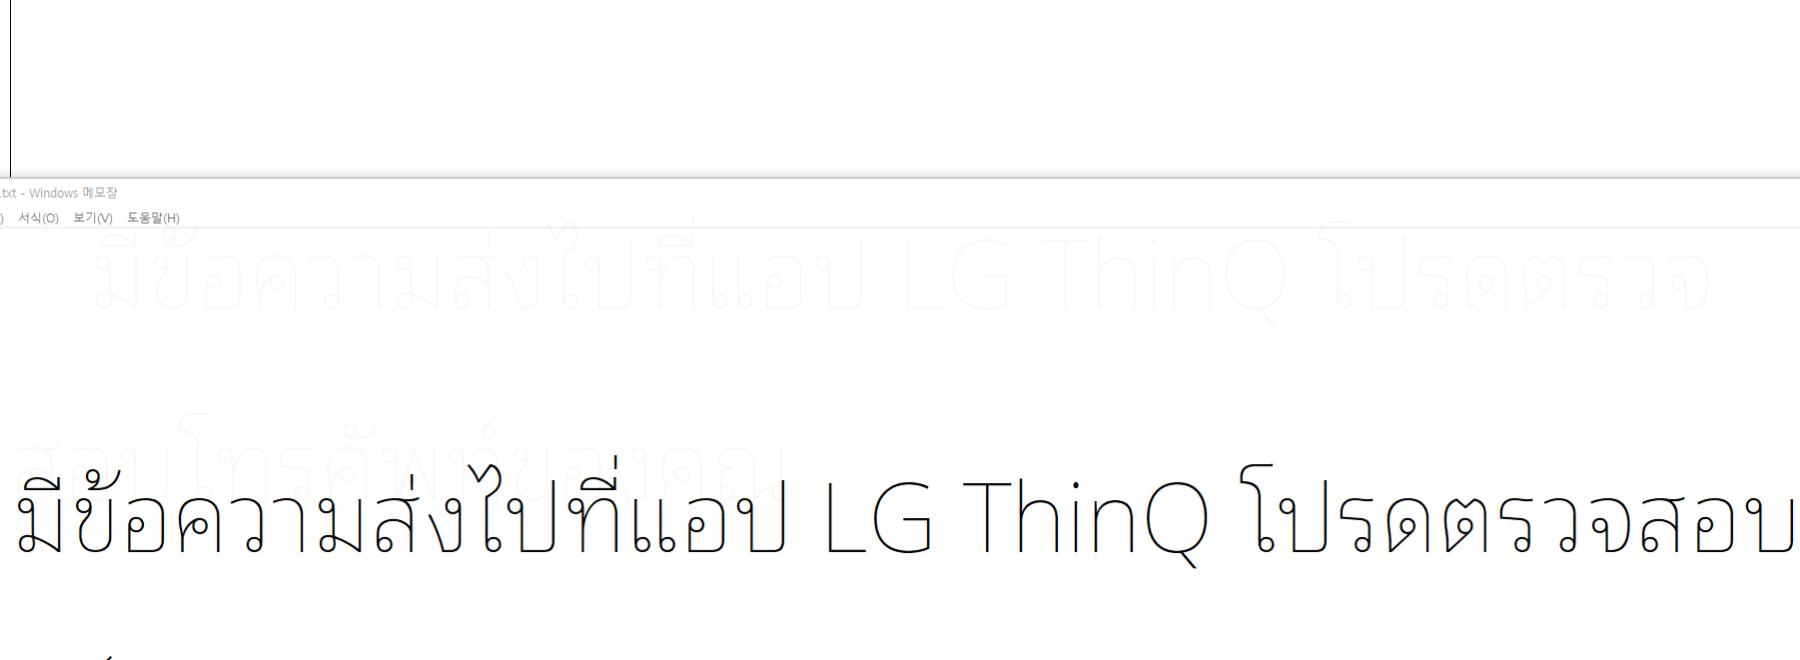 .txt - Windows 메모장
) 서식(O) 보기(V) 도움말(H)
มีข้อความส่งไปที่แอป LG ThinQ โปรดตรวจ
สอบโทรศัพท์ของคุณ
มีข้อความส่งไปที่แอป LG ThinQ โปรดตรวจสอบ